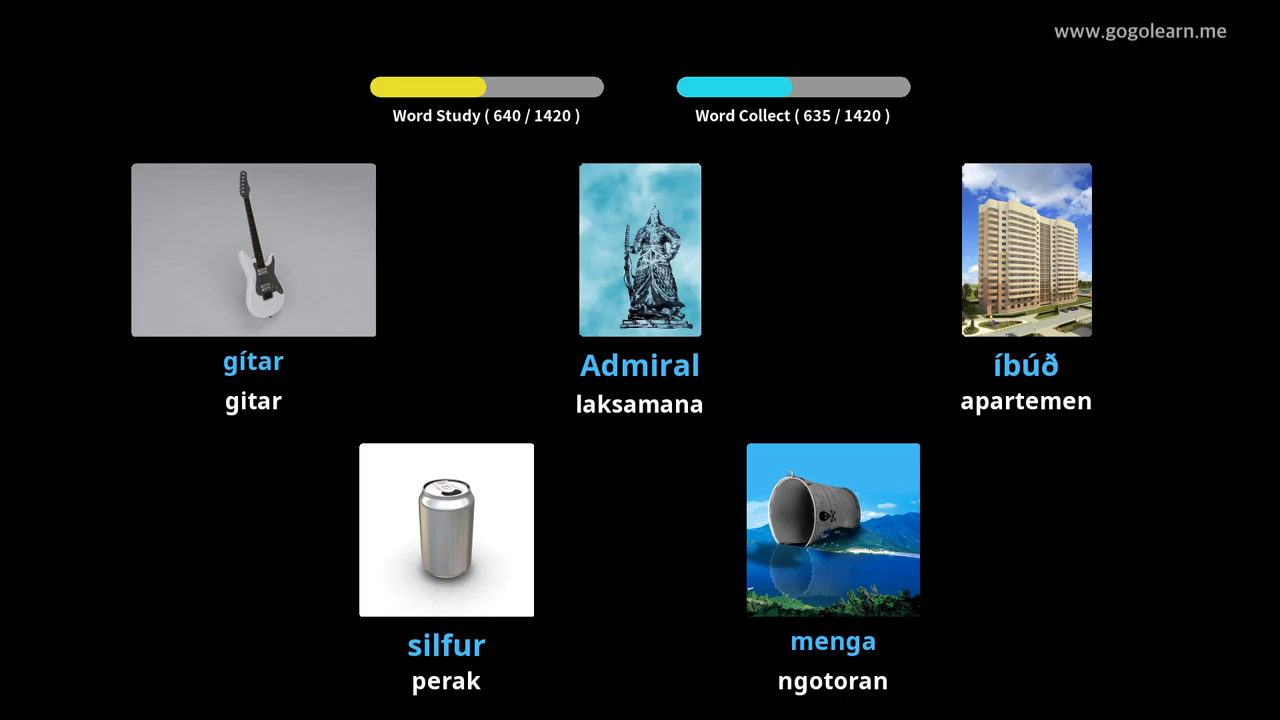 www.gogolearn.me
Word Study ( 640 / 1420 )
Word Collect ( 635 / 1420 )
gítar
gitar
Admiral
laksamana
íbúð
apartemen
silfur
perak
menga
ngotoran